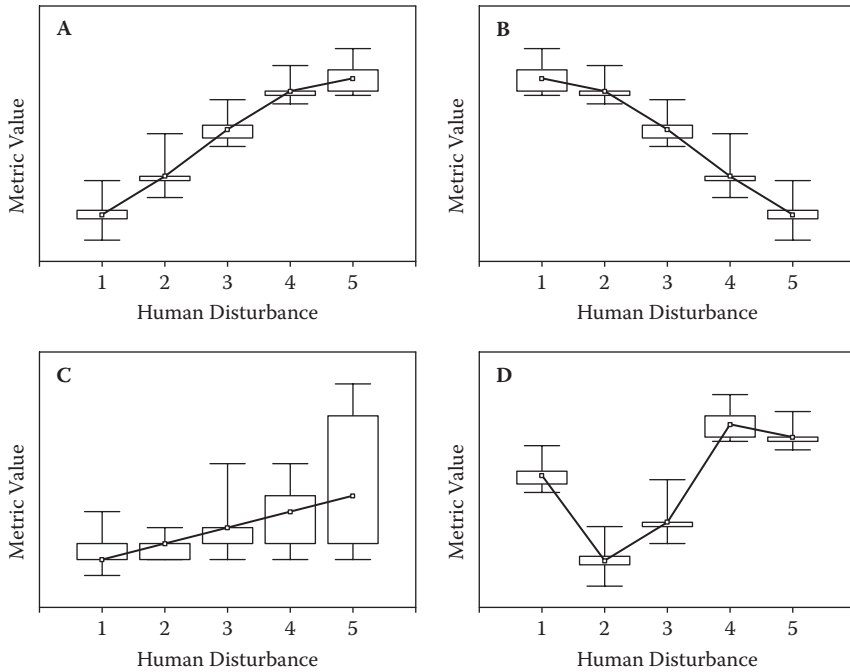 A
Metric Value
1 2 3 4 5
Human Disturbance
B
Metric Value
1 2 3 4 5
Human Disturbance
C
Metric Value
1 2 3 4 5
Human Disturbance
D
Metric Value
1 2 3 4 5
Human Disturbance